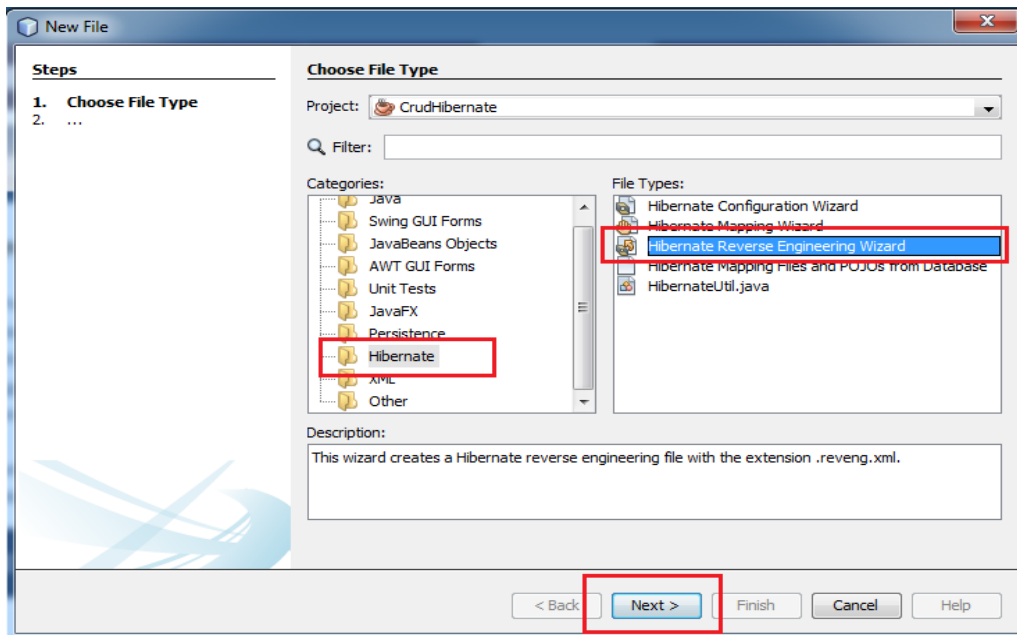 New File
Steps
1. Choose File Type
2. ...
Choose File Type
Project: CrudHibernate
Filter:
Categories:
Java
Swing GUI Forms
JavaBeans Objects
AWT GUI Forms
Unit Tests
JavaFX
Persistence
Hibernate
XML
Other
File Types:
Hibernate Configuration Wizard
Hibernate Mapping Wizard
Hibernate Reverse Engineering Wizard
Hibernate Mapping Files and POJOs from Database
HibernateUtil.java
Description:
This wizard creates a Hibernate reverse engineering file with the extension .reveng.xml.
< Back Next > Finish Cancel Help